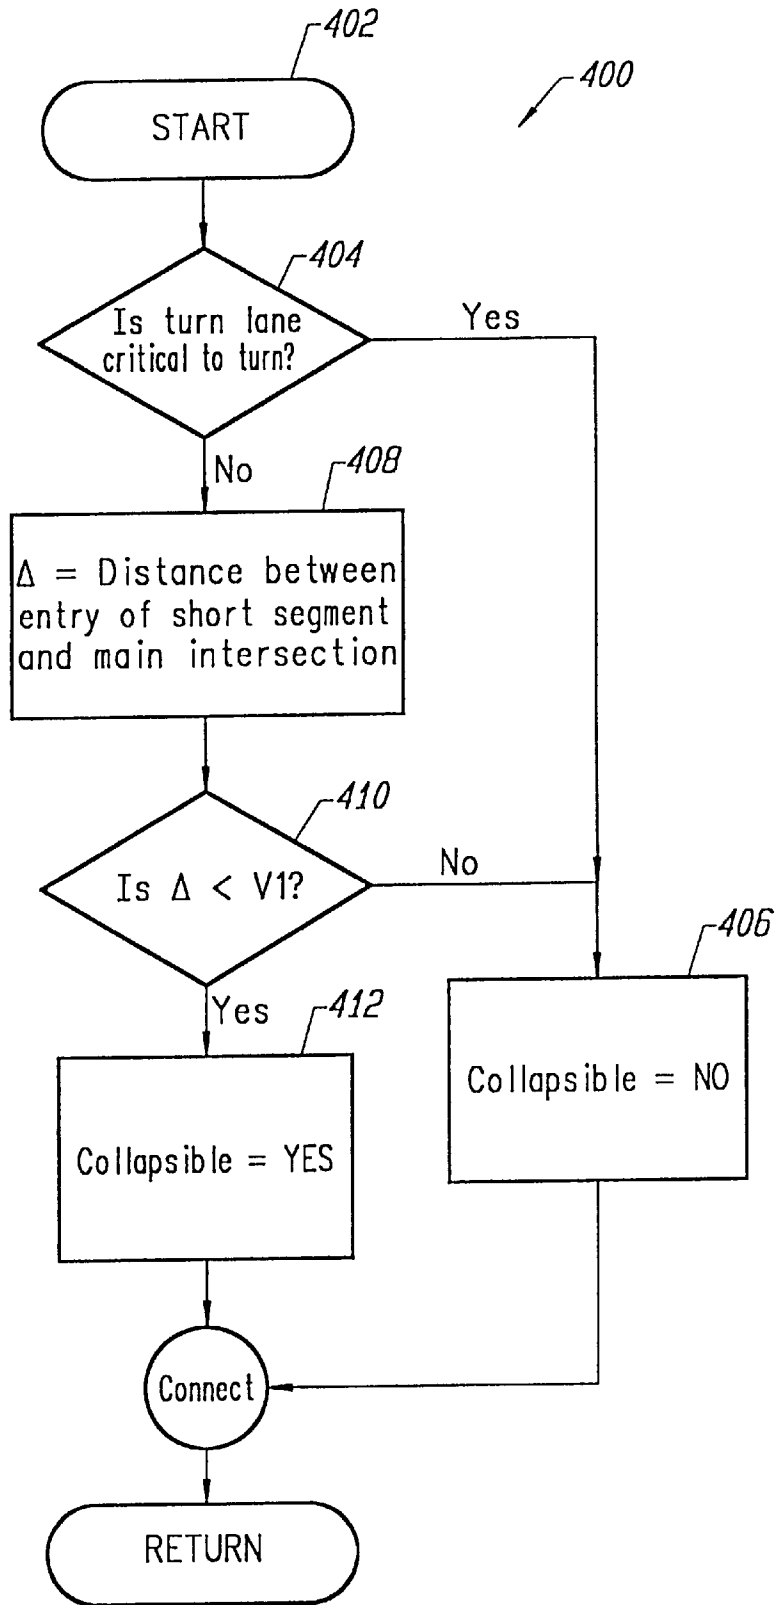 402
400
START
404
Is turn lane
critical to turn?
Yes
No
408
Δ = Distance between
entry of short segment
and main intersection
410
Is Δ < V1?
No
Yes
406
412
Collapsible = NO
Collapsible = YES
Connect
RETURN